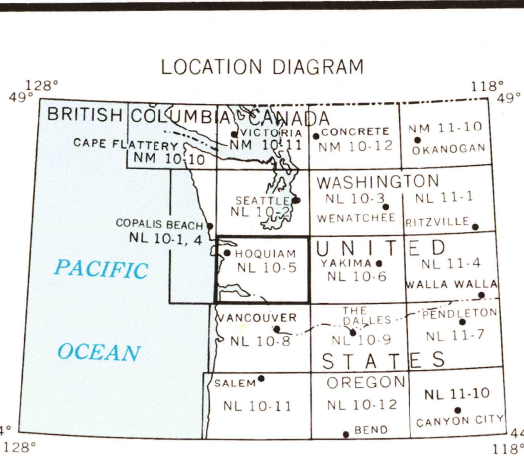 LOCATION DIAGRAM
128° 118°
49° 49°
BRITISH COLUMBIA CANADA
CAPE FLATTERY
NM 10-10
VICTORIA
NM 10-11
CONCRETE
NM 10-12
NM 11-10
OKANOGAN
WASHINGTON
SEATTLE
NL 10-2
NL 10-3
WENATCHEE
NL 11-1
RITZVILLE
COPALIS BEACH
NL 10-1, 4
HOQUIAM
NL 10-5
UNITED
YAKIMA
NL 10-6
NL 11-4
WALLA WALLA
PACIFIC
OCEAN
VANCOUVER
NL 10-8
THE
DALLES
NL 10-9
PENDLETON
NL 11-7
STATES
SALEM
NL 10-11
OREGON
NL 10-12
BEND
NL 11-10
CANYON CITY
4° 44
128° 118°